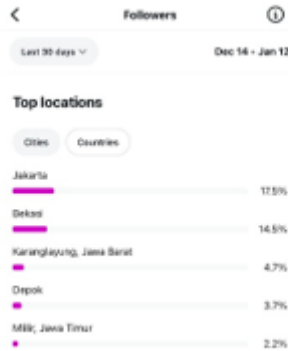 Followers
Last 30 days
Dec 14 - Jan 12
Top locations
Cities
Countries
Jakarta
17.5%
Bekasi
14.5%
Karanglayung, Jawa Barat
4.7%
Depok
3.7%
Jawa Timur
2.2%